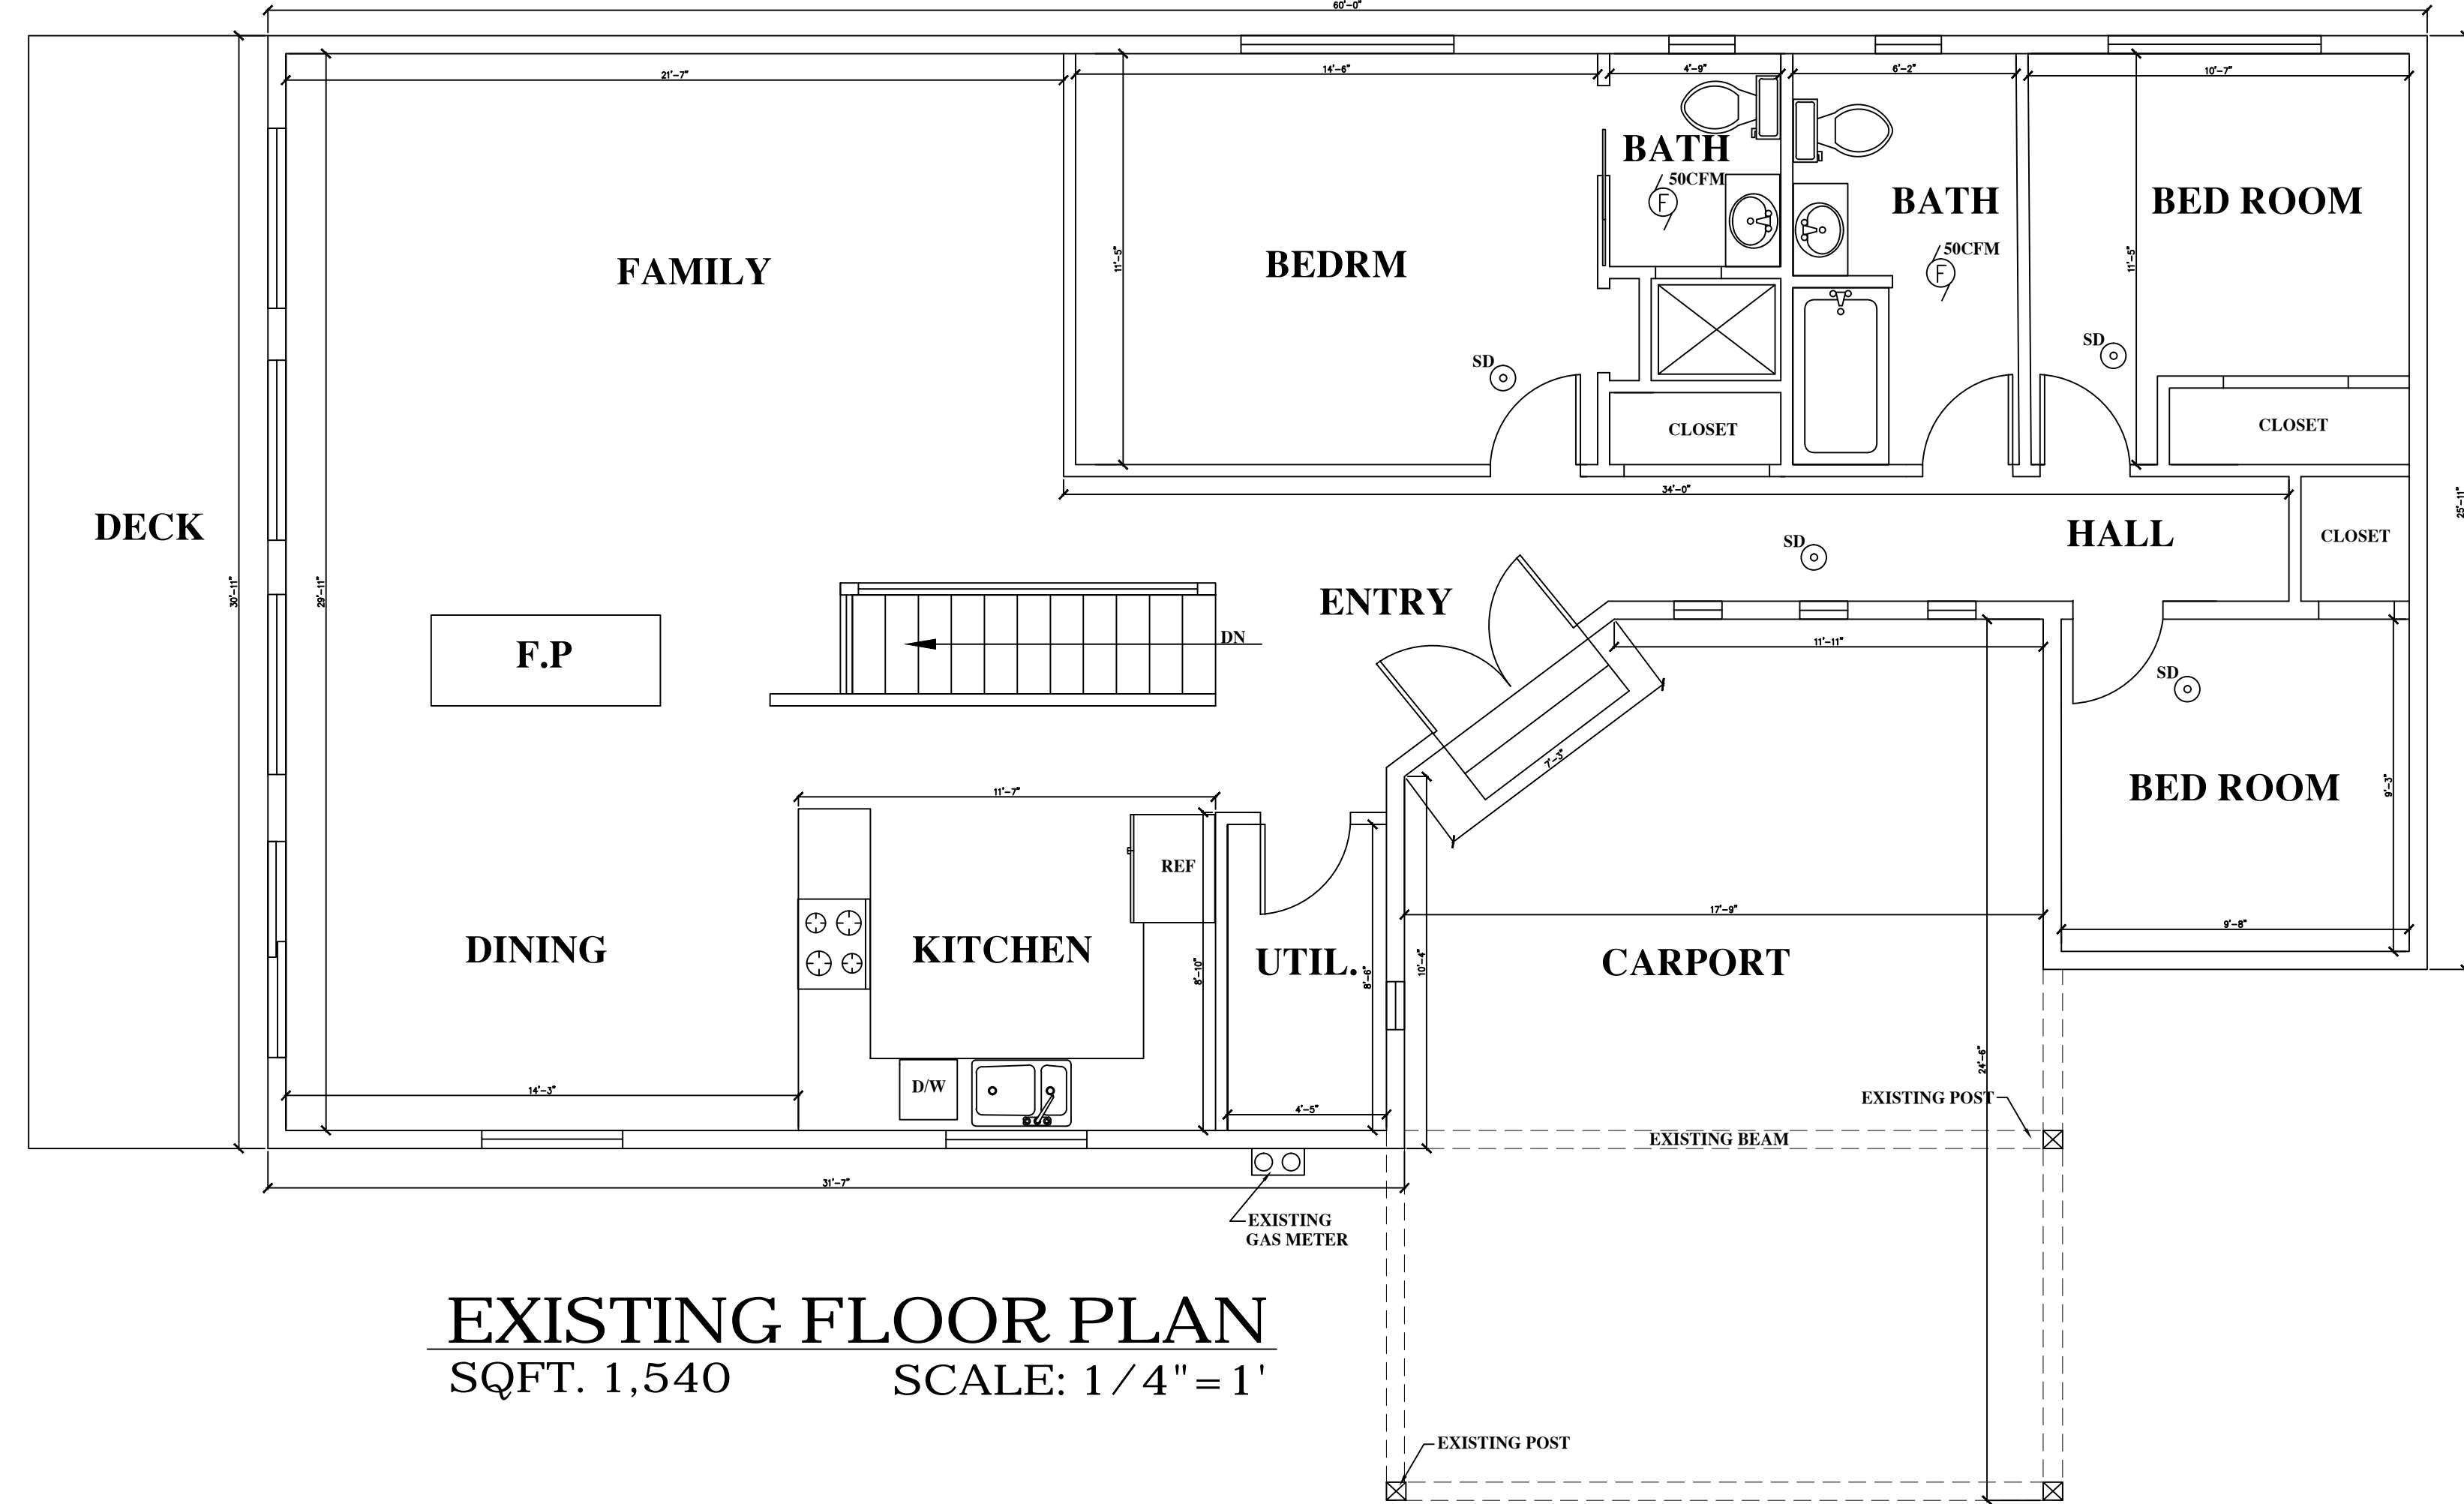 60'-0"
21'-7"
14'-6"
4'-9"
6'-2"
10'-7"
BATH
50CFM
F
BATH
50CFM
F
BED ROOM
FAMILY
BEDRM
11'-5"
11'-5"
SD
SD
CLOSET
CLOSET
34'-0"
DECK
HALL
CLOSET
25'-11"
SD
30'-11"
29'-11"
ENTRY
F.P
DN
11'-11"
SD
7'-3"
11'-7"
BED ROOM
9'-3"
REF
17'-9"
9'-8"
DINING
KITCHEN
UTIL.
CARPORT
8'-10"
8'-6"
10'-4"
24'-6"
D/W
14'-3"
4'-5"
EXISTING POST
EXISTING BEAM
31'-7"
EXISTING
GAS METER
EXISTING FLOOR PLAN
SQFT. 1,540 SCALE: 1/4"=1'
EXISTING POST